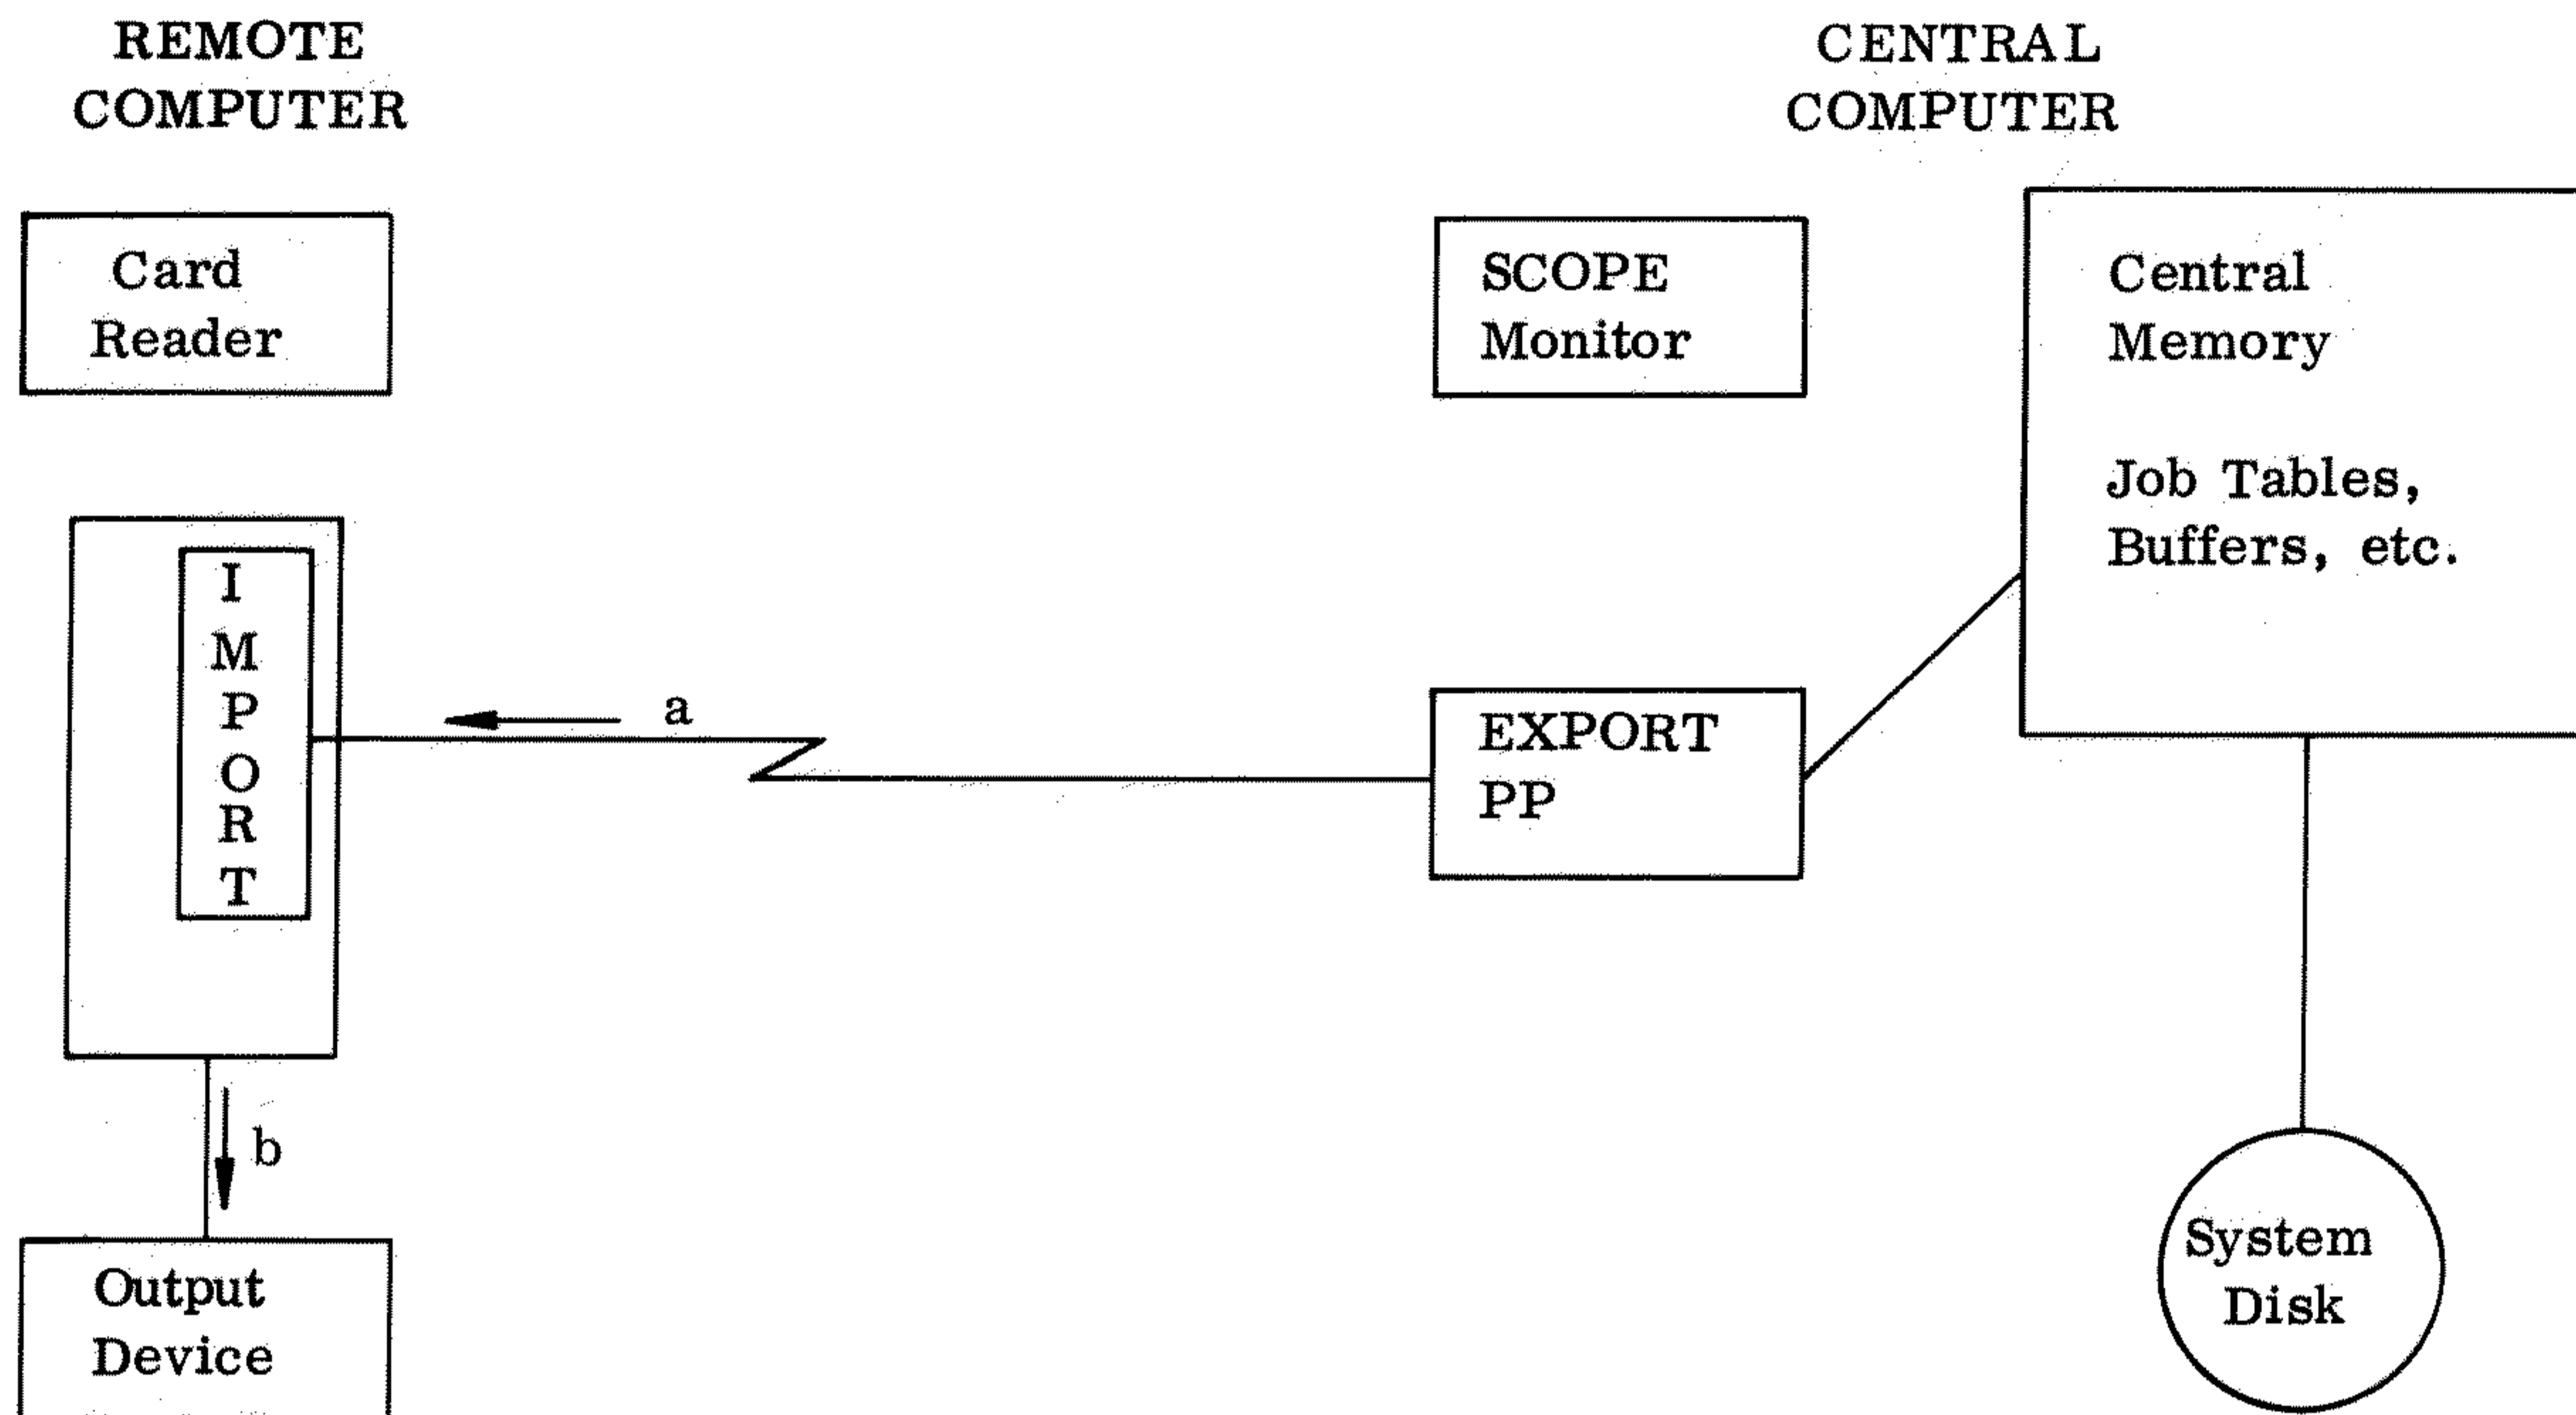 REMOTE
COMPUTER
CENTRAL
COMPUTER
Card
Reader
SCOPE
Monitor
Central
Memory
Job Tables,
Buffers, etc.
I
M
P
O
R
T
a
EXPORT
PP
b
Output
Device
System
Disk